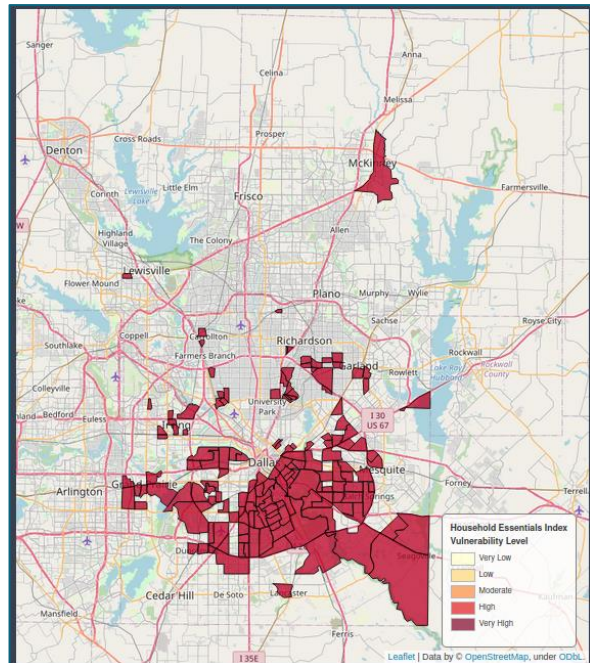 Sanger
Anna
Celina
Melissa
Cross Roads
Prosper
Denton
McKinney
Corinth
Lewisville
Lake
Little Elm
Frisco
Farmersville
Highland
Village
The Colony
Allen
Lewisville
Flower Mound
Plano
Murphy
Wylie
Royse City
Sachse
Coppell
Carrollton
Richardson
Southlake
Farmers Branch
Rockwall
Garland
Rowlett
Lake Ray
Hubbard
Rockwall
County
Colleyville
University
Park
Bedford
Euless
Irving
I 30
US 67
Dallas
Mesquite
Forney
Arlington
Grand Prairie
Terrell
Seagoville
Cedar Hill
De Soto
Lancaster
Mansfield
Ferris
I 35E
Household Essentials Index
Vulnerability Level
Very Low
Low
Moderate
High
Very High
Leaflet | Data by © OpenStreetMap, under ODbL.